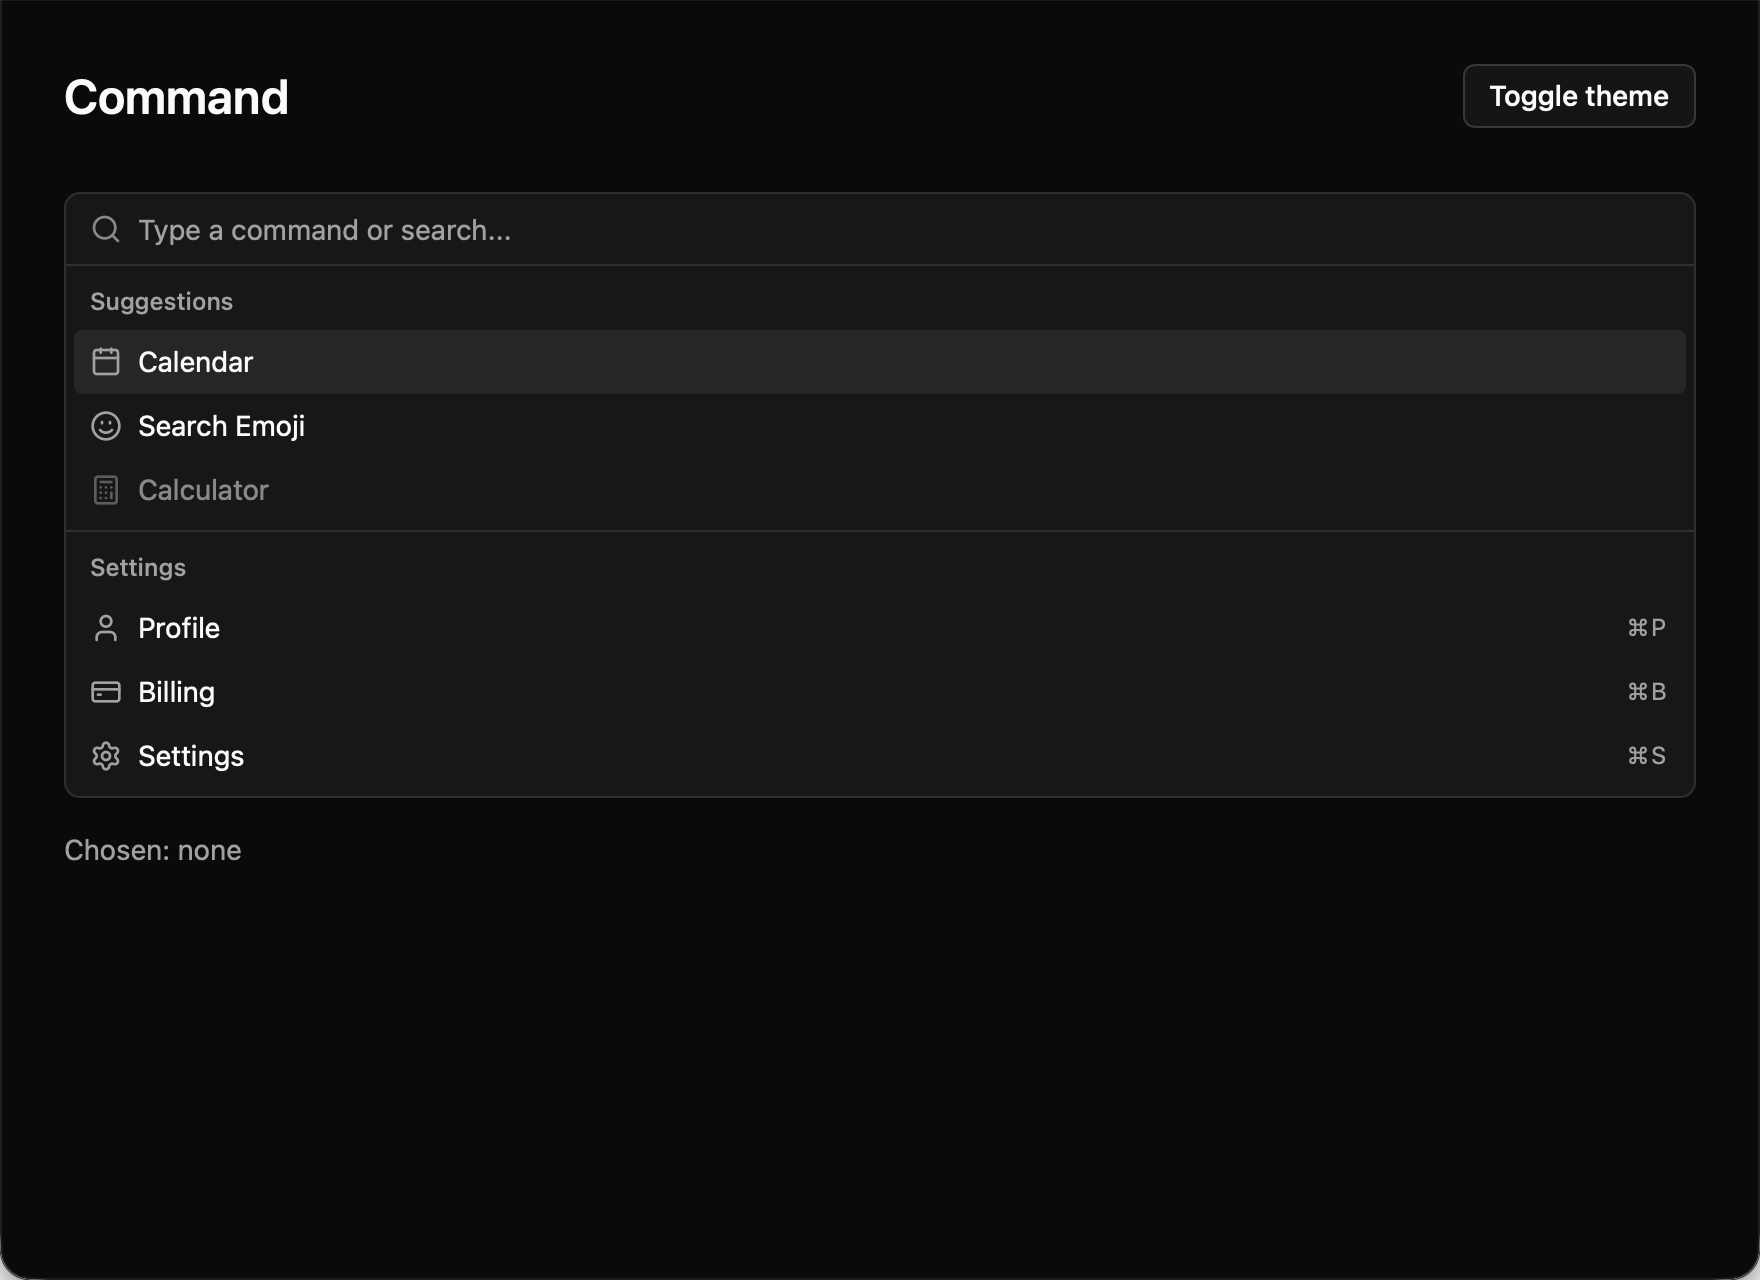 Command
Toggle theme
Type a command or search...
Suggestions
Calendar
Search Emoji
Calculator
Settings
Profile ⌘P
Billing ⌘B
Settings ⌘S
Chosen: none